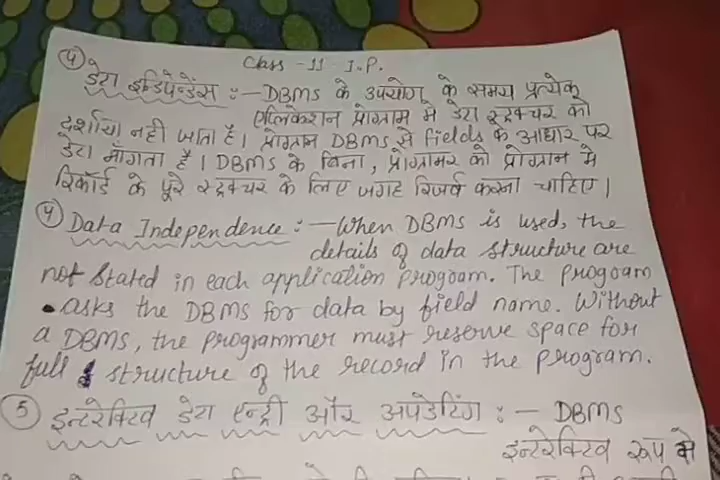 Class - 11 - I.P.
(4) डेटा इन्डिपेन्डेंस :- DBMS के उपयोग के समय प्रत्येक
एप्लिकेशन प्रोग्राम में डेटा स्ट्रक्चर को
दर्शाया नहीं जाता है। प्रोग्राम DBMS से fields के आधार पर
डेटा माँगता है। DBMS के बिना, प्रोग्रामर को प्रोग्राम में
रिकॉर्ड के पूरे स्ट्रक्चर के लिए जगह रिजर्व करना चाहिए।
(4) Data Independence :- When DBMS is used, the
details of data structure are
not stated in each application program. The program
asks the DBMS for data by field name. Without
a DBMS, the programmer must reserve space for
full structure of the record in the program.
(5) इन्टरेक्टिव डेटा एन्ट्री और अपडेटिंग :- DBMS
इन्टरेक्टिव रूप से